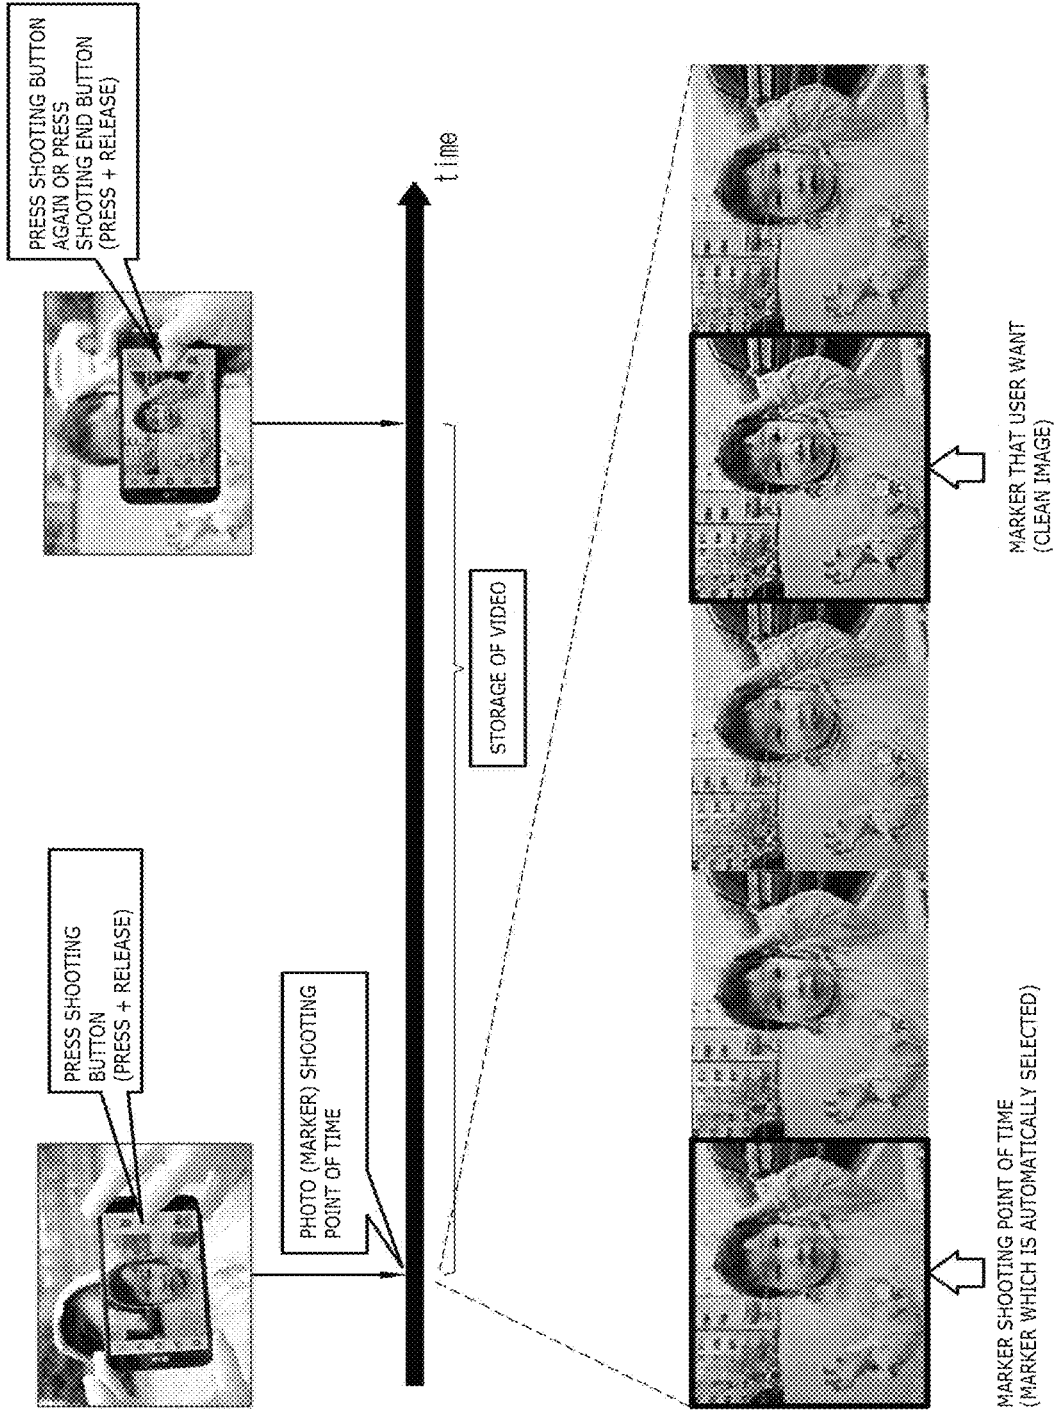 PRESS SHOOTING
BUTTON
(PRESS + RELEASE)
PRESS SHOOTING BUTTON
AGAIN OR PRESS
SHOOTING END BUTTON
(PRESS + RELEASE)
PHOTO (MARKER) SHOOTING
POINT OF TIME
time
STORAGE OF VIDEO
MARKER SHOOTING POINT OF TIME
(MARKER WHICH IS AUTOMATICALLY SELECTED)
MARKER THAT USER WANT
(CLEAN IMAGE)